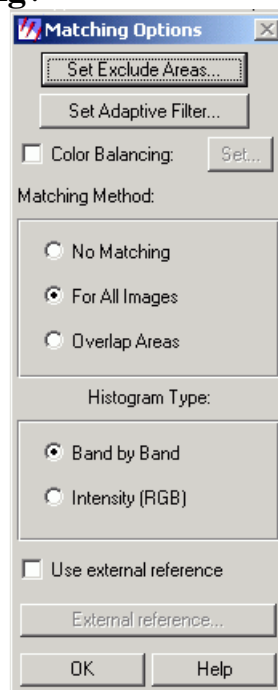 Matching Options
Set Exclude Areas...
Set Adaptive Filter...
Color Balancing: Set...
Matching Method:
No Matching
For All Images
Overlap Areas
Histogram Type:
Band by Band
Intensity (RGB)
Use external reference
External reference...
OK Help